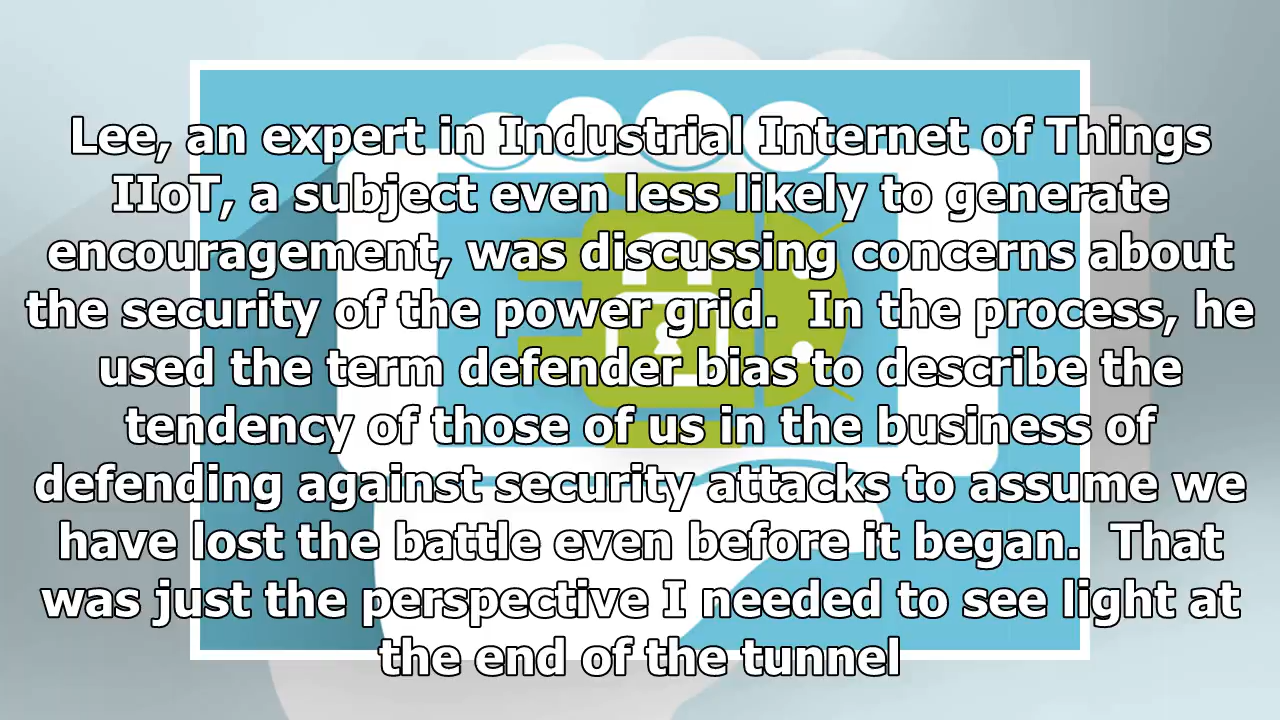 Lee, an expert in Industrial Internet of Things
IIoT, a subject even less likely to generate
encouragement, was discussing concerns about
the security of the power grid.  In the process, he
used the term defender bias to describe the
tendency of those of us in the business of
defending against security attacks to assume we
have lost the battle even before it began.  That
was just the perspective I needed to see light at
the end of the tunnel